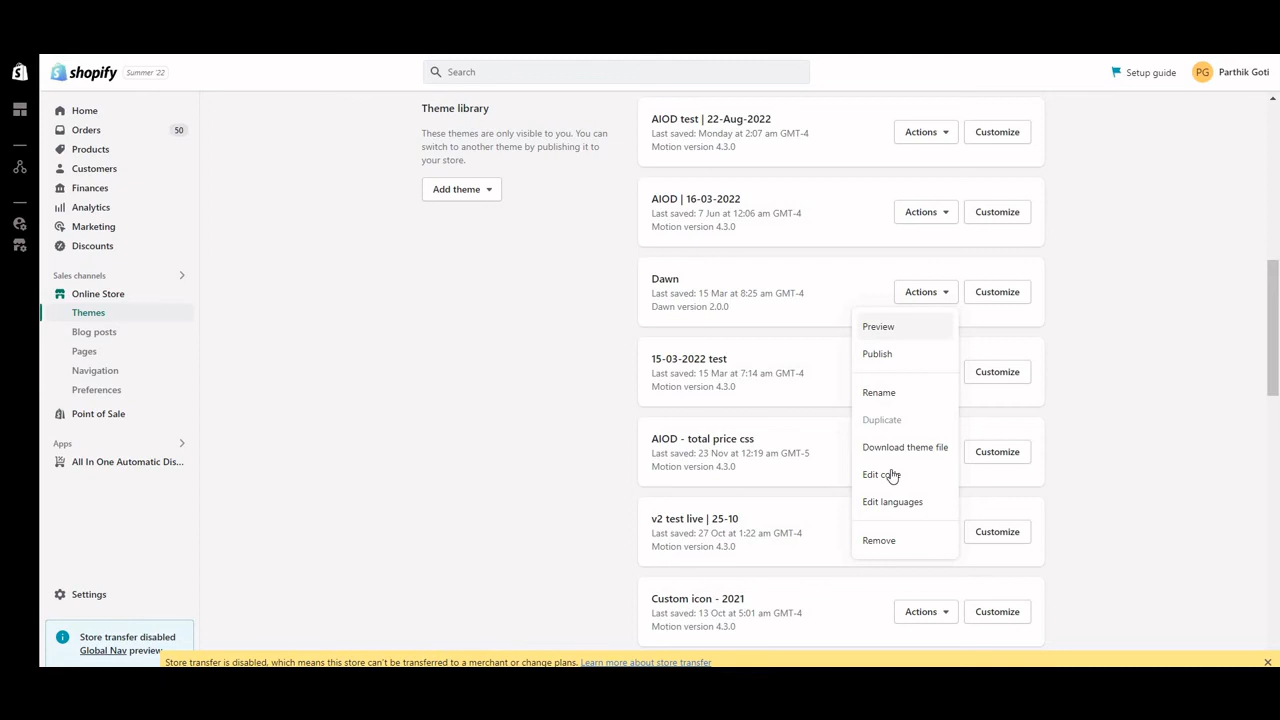 shopify
Summer '22
Search
Setup guide
PG
Parthik Goti
Home
Orders
50
Products
Customers
Finances
Analytics
Marketing
Discounts
Sales channels
Online Store
Themes
Blog posts
Pages
Navigation
Preferences
Point of Sale
Apps
All In One Automatic Dis...
Settings
Store transfer disabled
Global Nav preview
Theme library
These themes are only visible to you. You can
switch to another theme by publishing it to
your store.
Add theme
AIOD test | 22-Aug-2022
Last saved: Monday at 2:07 am GMT-4
Motion version 4.3.0
Actions
Customize
AIOD | 16-03-2022
Last saved: 7 Jun at 12:06 am GMT-4
Motion version 4.3.0
Actions
Customize
Dawn
Last saved: 15 Mar at 8:25 am GMT-4
Dawn version 2.0.0
Actions
Customize
Preview
Publish
Rename
Duplicate
Download theme file
Edit code
Edit languages
Remove
15-03-2022 test
Last saved: 15 Mar at 7:14 am GMT-4
Motion version 4.3.0
Customize
AIOD - total price css
Last saved: 23 Nov at 12:19 am GMT-5
Motion version 4.3.0
Customize
v2 test live | 25-10
Last saved: 27 Oct at 1:22 am GMT-4
Motion version 4.3.0
Customize
Custom icon - 2021
Last saved: 13 Oct at 5:01 am GMT-4
Motion version 4.3.0
Actions
Customize
Store transfer is disabled, which means this store can't be transferred to a merchant or change plans. Learn more about store transfer